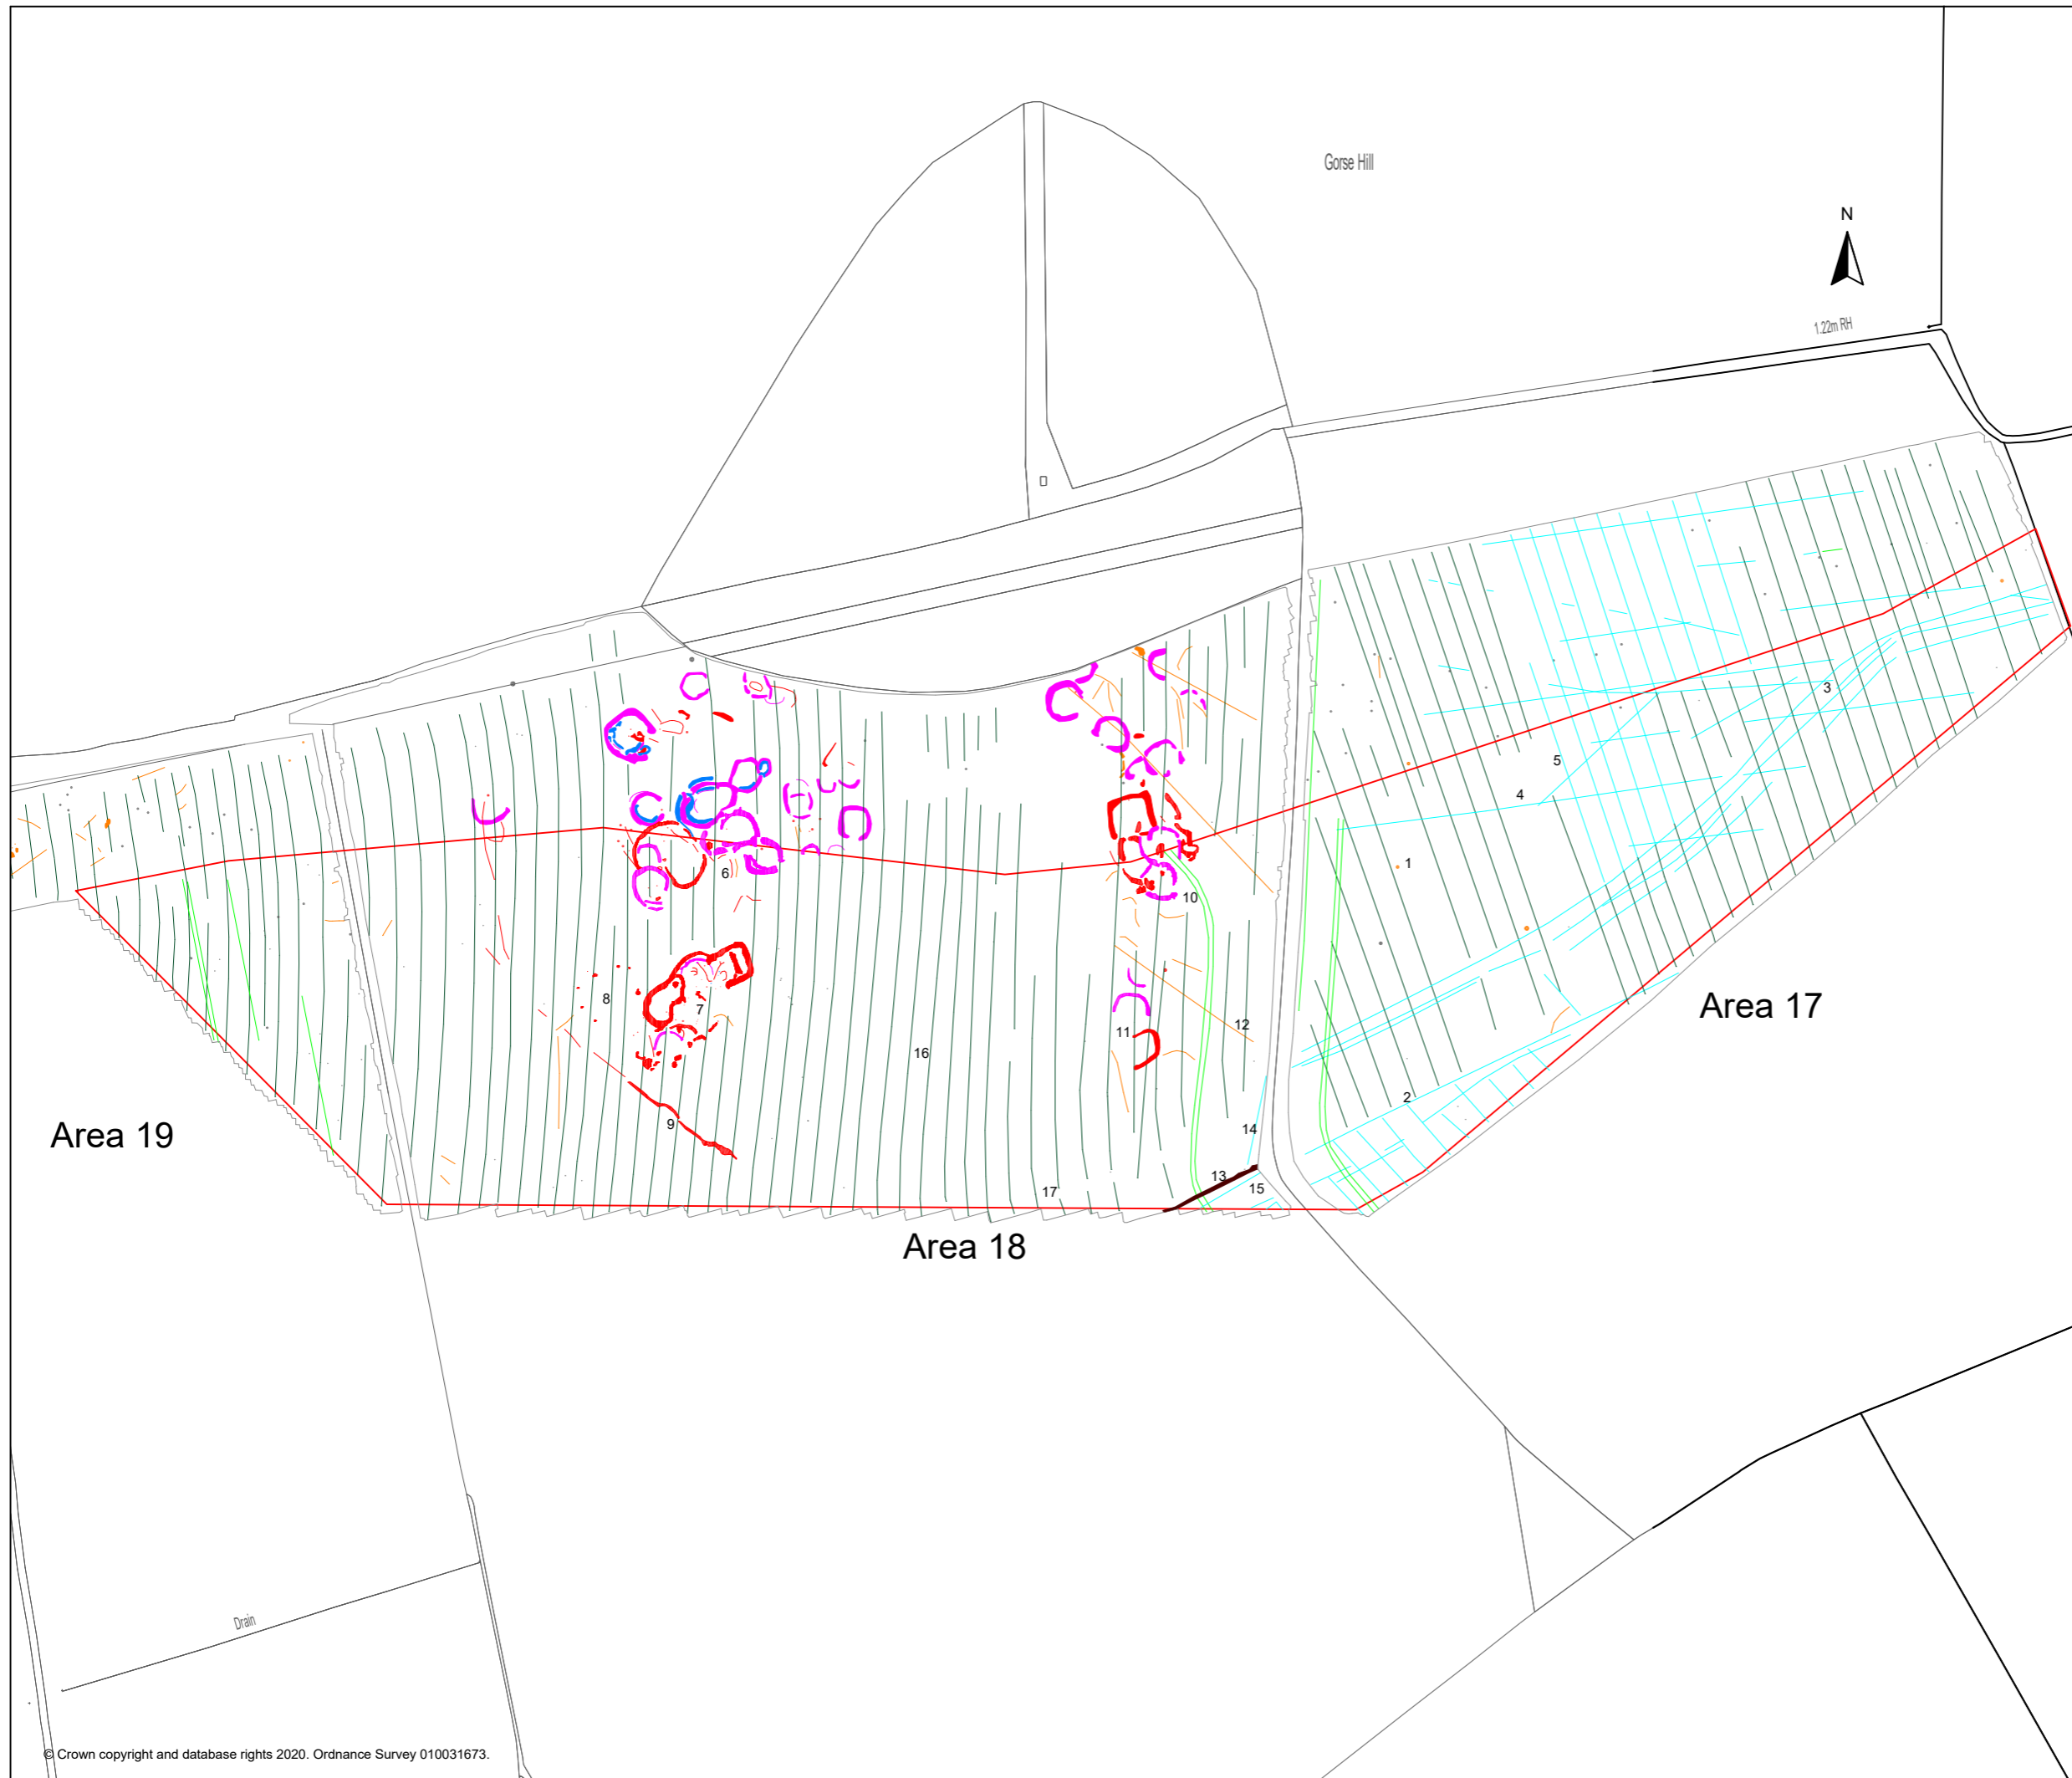 Gorse Hill
N
1.22m RH
3
5
4
1
6
10
8
7
Area 17
12
11
16
2
9
14
Area 19
13
15
17
Area 18
Drain
© Crown copyright and database rights 2020. Ordnance Survey 010031673.